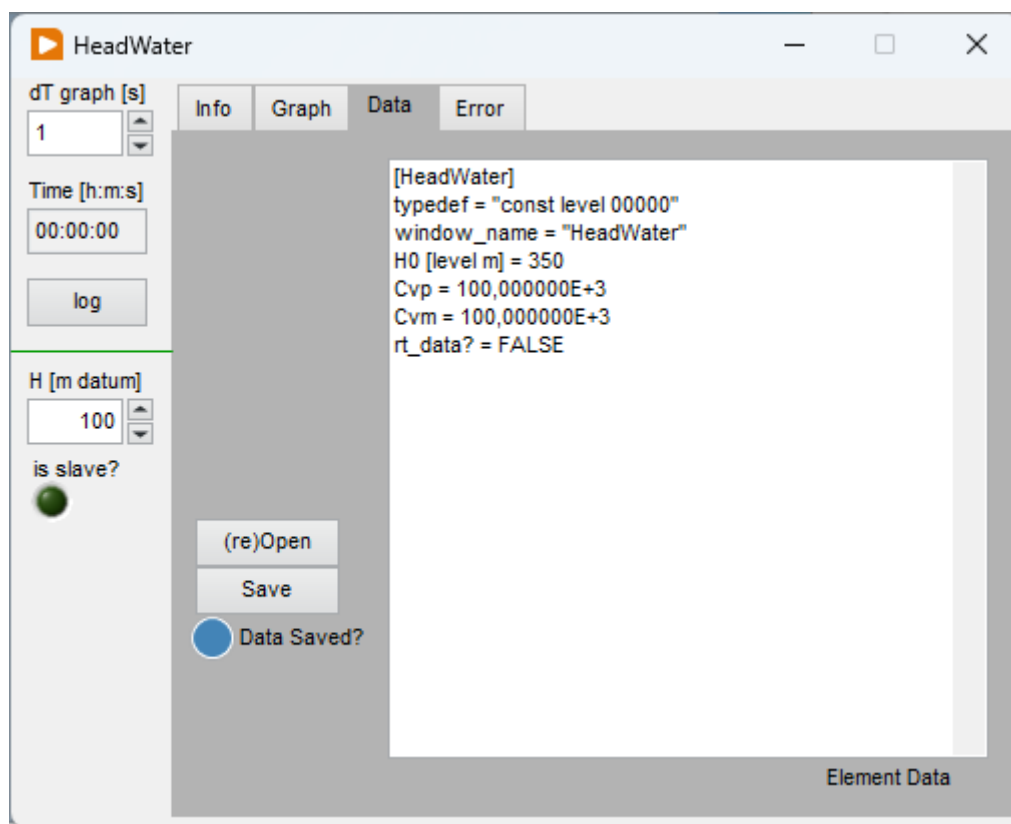 HeadWater
dT graph [s]
1
Time [h:m:s]
00:00:00
log
H [m datum]
100
is slave?
Info
Graph
Data
Error
[HeadWater]
typedef = "const level 00000"
window_name = "HeadWater"
H0 [level m] = 350
Cvp = 100,000000E+3
Cvm = 100,000000E+3
rt_data? = FALSE
(re)Open
Save
Data Saved?
Element Data